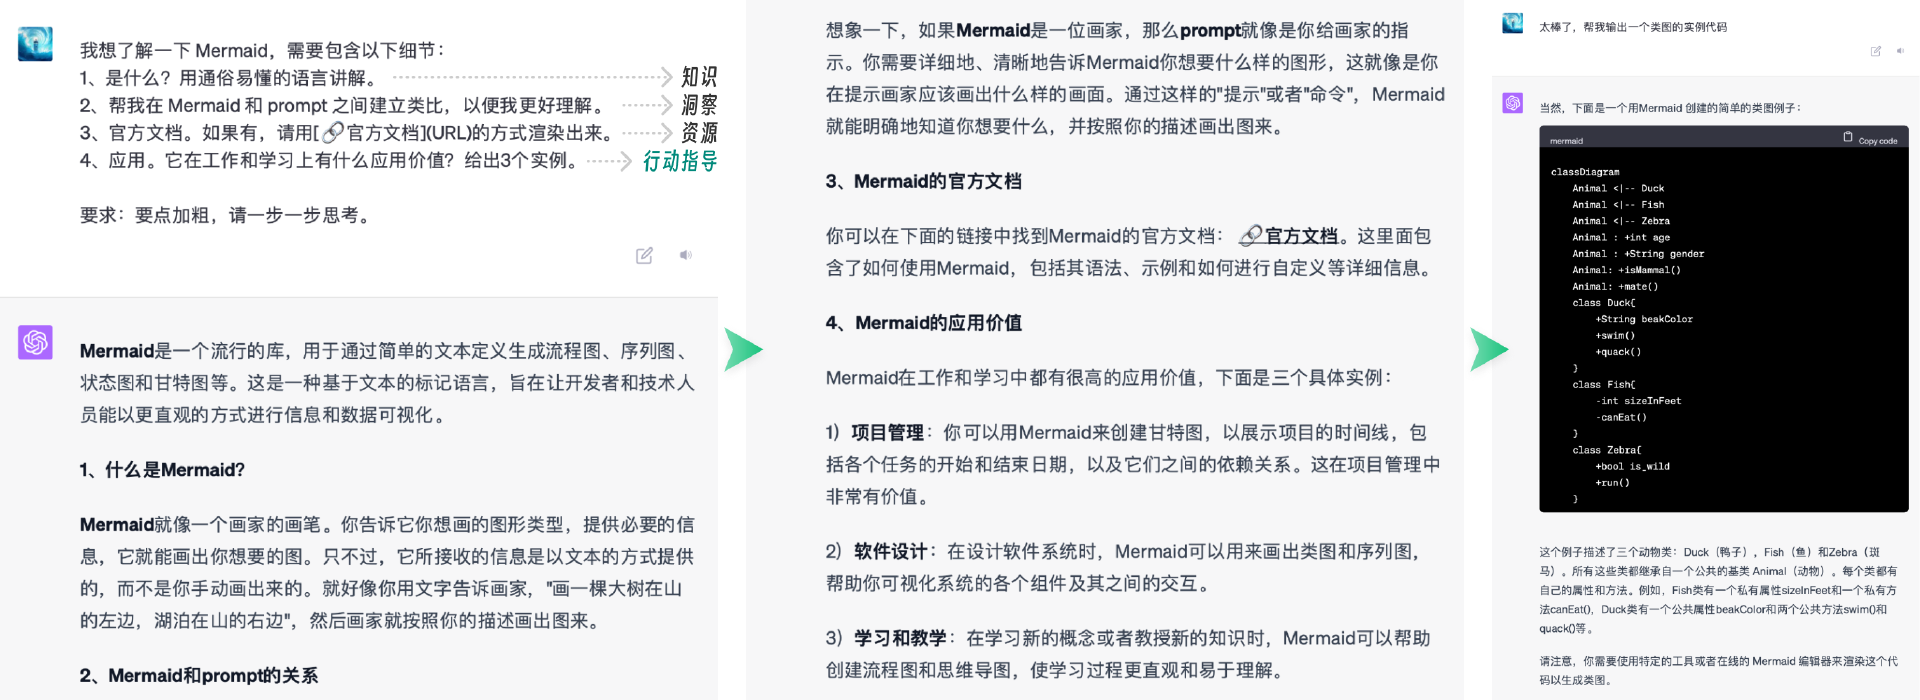 我想了解一下 Mermaid，需要包含以下细节：
1、是什么？用通俗易懂的语言讲解。 知识
2、帮我在 Mermaid 和 prompt 之间建立类比，以便我更好理解。 洞察
3、官方文档。如果有，请用[🔗官方文档](URL)的方式渲染出来。 资源
4、应用。它在工作和学习上有什么应用价值？给出3个实例。 行动指导
要求：要点加粗，请一步一步思考。
Mermaid是一个流行的库，用于通过简单的文本定义生成流程图、序列图、
状态图和甘特图等。这是一种基于文本的标记语言，旨在让开发者和技术人
员能以更直观的方式进行信息和数据可视化。
1、什么是Mermaid?
Mermaid就像一个画家的画笔。你告诉它你想画的图形类型，提供必要的信
息，它就能画出你想要的图。只不过，它所接收的信息是以文本的方式提供
的，而不是你手动画出来的。就好像你用文字告诉画家，"画一棵大树在山
的左边，湖泊在山的右边"，然后画家就按照你的描述画出图来。
2、Mermaid和prompt的关系
想象一下，如果Mermaid是一位画家，那么prompt就像是你给画家的指
示。你需要详细地、清晰地告诉Mermaid你想要什么样的图形，这就像是你
在提示画家应该画出什么样的画面。通过这样的"提示"或者"命令"，Mermaid
就能明确地知道你想要什么，并按照你的描述画出图来。
3、Mermaid的官方文档
你可以在下面的链接中找到Mermaid的官方文档： 🔗官方文档。这里面包
含了如何使用Mermaid，包括其语法、示例和如何进行自定义等详细信息。
4、Mermaid的应用价值
Mermaid在工作和学习中都有很高的应用价值，下面是三个具体实例：
1）项目管理：你可以用Mermaid来创建甘特图，以展示项目的时间线，包
括各个任务的开始和结束日期，以及它们之间的依赖关系。这在项目管理中
非常有价值。
2）软件设计：在设计软件系统时，Mermaid可以用来画出类图和序列图，
帮助你可视化系统的各个组件及其之间的交互。
3）学习和教学：在学习新的概念或者教授新的知识时，Mermaid可以帮助
创建流程图和思维导图，使学习过程更直观和易于理解。
太棒了，帮我输出一个类图的实例代码
当然，下面是一个用Mermaid 创建的简单的类图例子：
mermaid Copy code
classDiagram
Animal <|-- Duck
Animal <|-- Fish
Animal <|-- Zebra
Animal : +int age
Animal : +String gender
Animal: +isMammal()
Animal: +mate()
class Duck{
+String beakColor
+swim()
+quack()
}
class Fish{
-int sizeInFeet
-canEat()
}
class Zebra{
+bool is_wild
+run()
}
这个例子描述了三个动物类：Duck（鸭子），Fish（鱼）和Zebra（斑
马）。所有这些类都继承自一个公共的基类 Animal（动物）。每个类都有
自己的属性和方法。例如，Fish类有一个私有属性sizeInFeet和一个私有方
法canEat()，Duck类有一个公共属性beakColor和两个公共方法swim()和
quack()等。
请注意，你需要使用特定的工具或者在线的 Mermaid 编辑器来渲染这个代
码以生成类图。